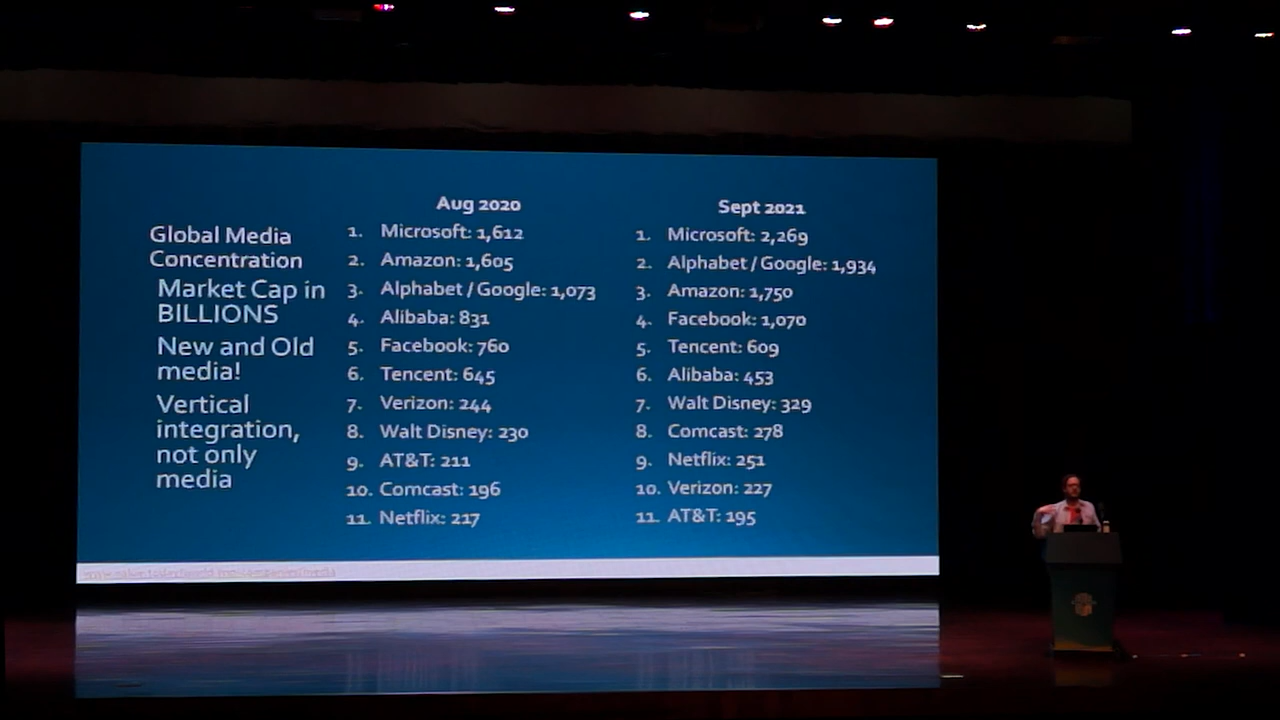 Global Media
Concentration
Market Cap in
BILLIONS
New and Old
media!
Vertical
integration,
not only
media
Aug 2020
1. Microsoft: 1,612
2. Amazon: 1,605
3. Alphabet / Google: 1,073
4. Alibaba: 831
5. Facebook: 760
6. Tencent: 645
7. Verizon: 244
8. Walt Disney: 230
9. AT&T: 211
10. Comcast: 196
11. Netflix: 217
Sept 2021
1. Microsoft: 2,269
2. Alphabet / Google: 1,934
3. Amazon: 1,750
4. Facebook: 1,070
5. Tencent: 609
6. Alibaba: 453
7. Walt Disney: 329
8. Comcast: 278
9. Netflix: 251
10. Verizon: 227
11. AT&T: 195